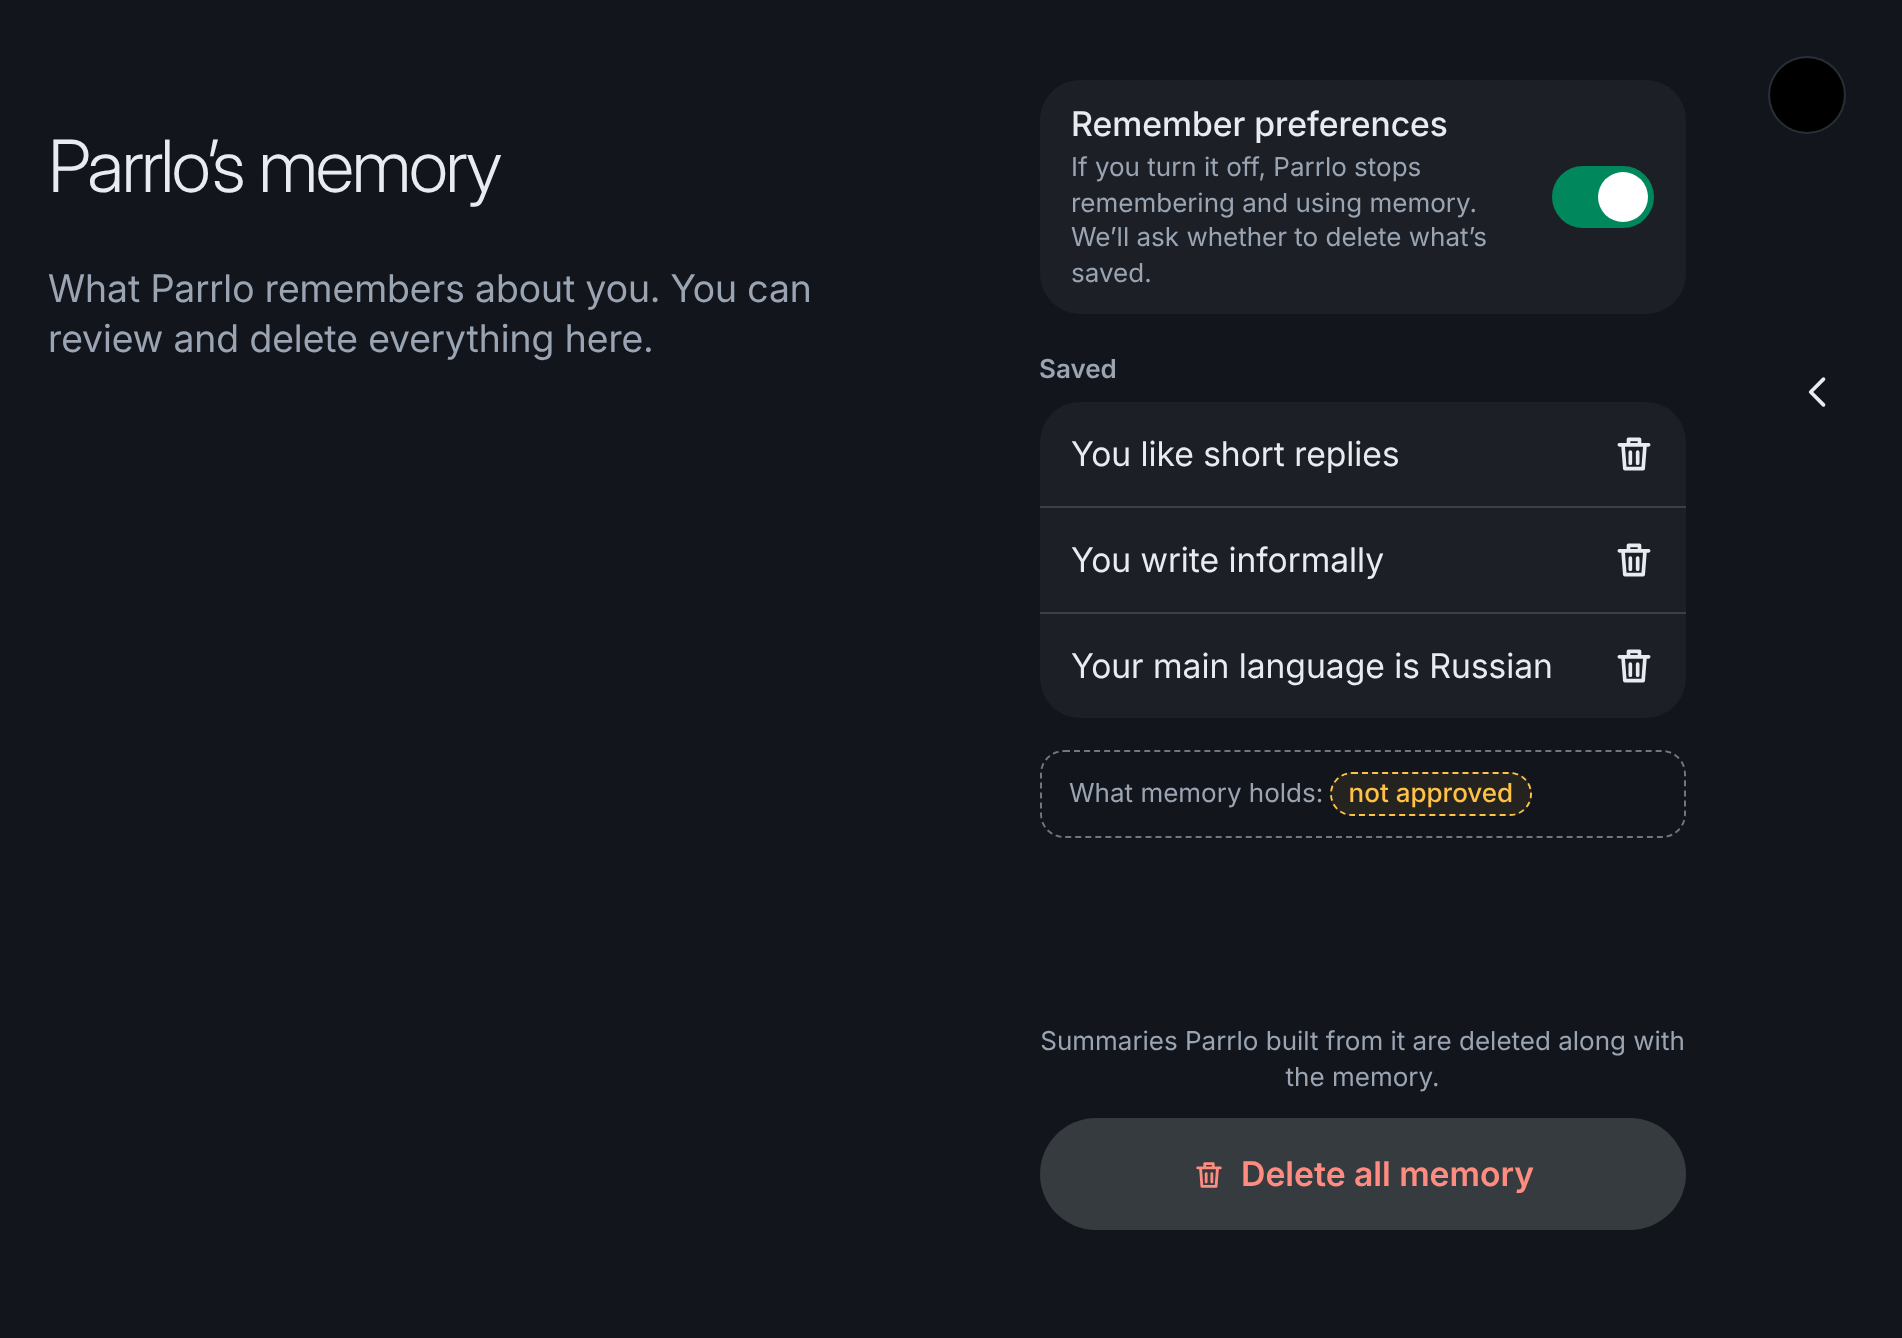 Parrlo’s memory
What Parrlo remembers about you. You can
review and delete everything here.
Remember preferences
If you turn it off, Parrlo stops
remembering and using memory.
We’ll ask whether to delete what’s
saved.
Saved
You like short replies
You write informally
Your main language is Russian
What memory holds: not approved
Summaries Parrlo built from it are deleted along with
the memory.
Delete all memory